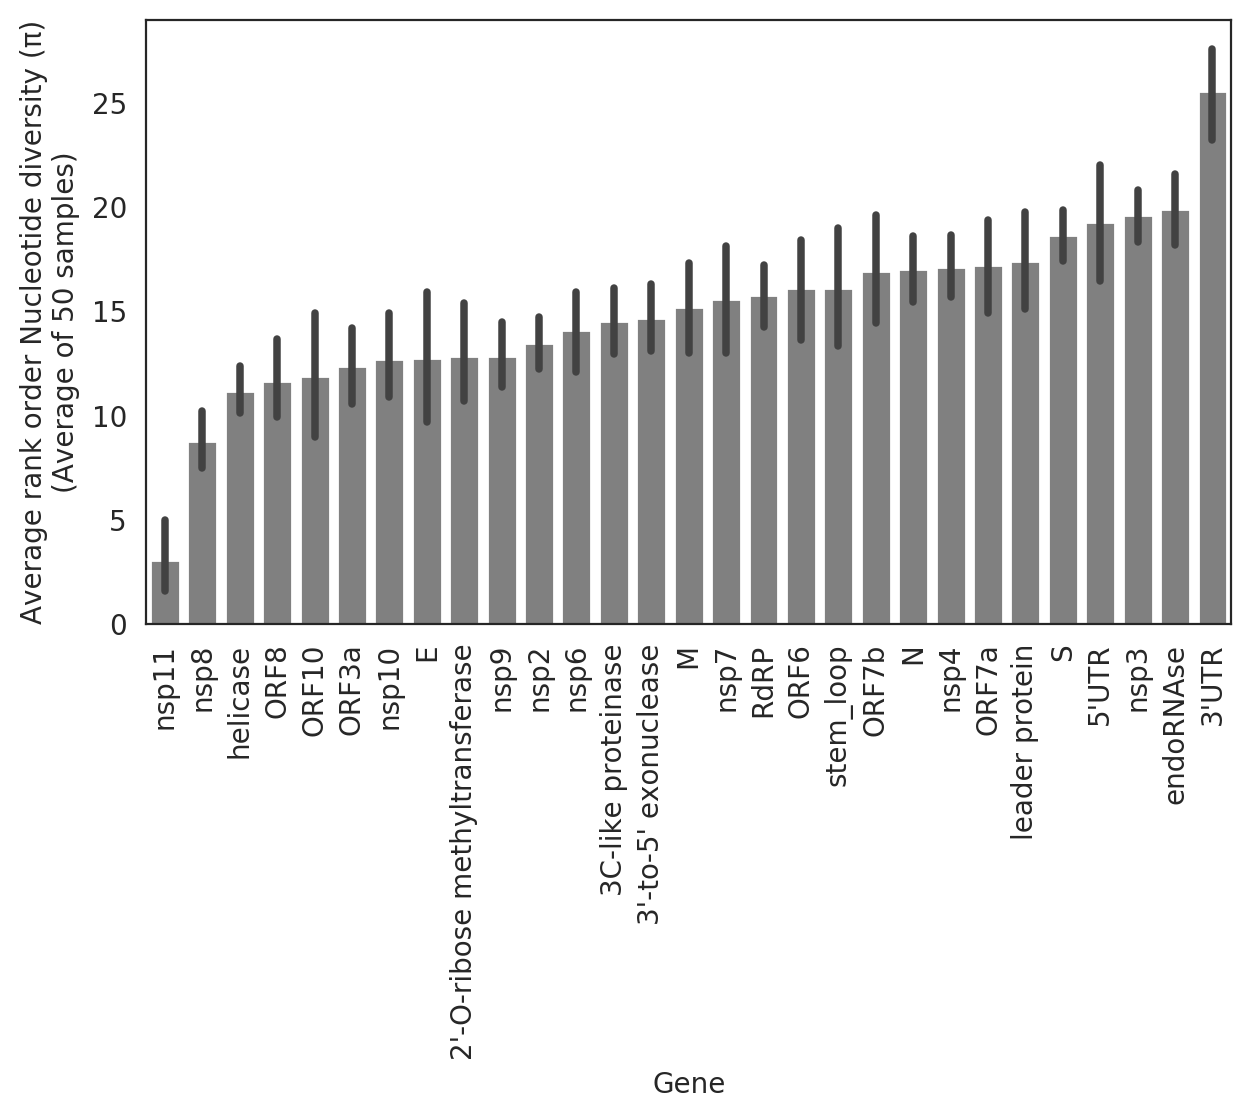 Average rank order Nucleotide diversity (π)
(Average of 50 samples)
25
20
15
10
5
0
nsp11
nsp8
helicase
ORF8
ORF10
ORF3a
nsp10
E
2'-O-ribose methyltransferase
nsp9
nsp2
nsp6
3C-like proteinase
3'-to-5' exonuclease
M
nsp7
RdRP
ORF6
stem_loop
ORF7b
N
nsp4
ORF7a
leader protein
S
5'UTR
nsp3
endoRNAse
3'UTR
Gene